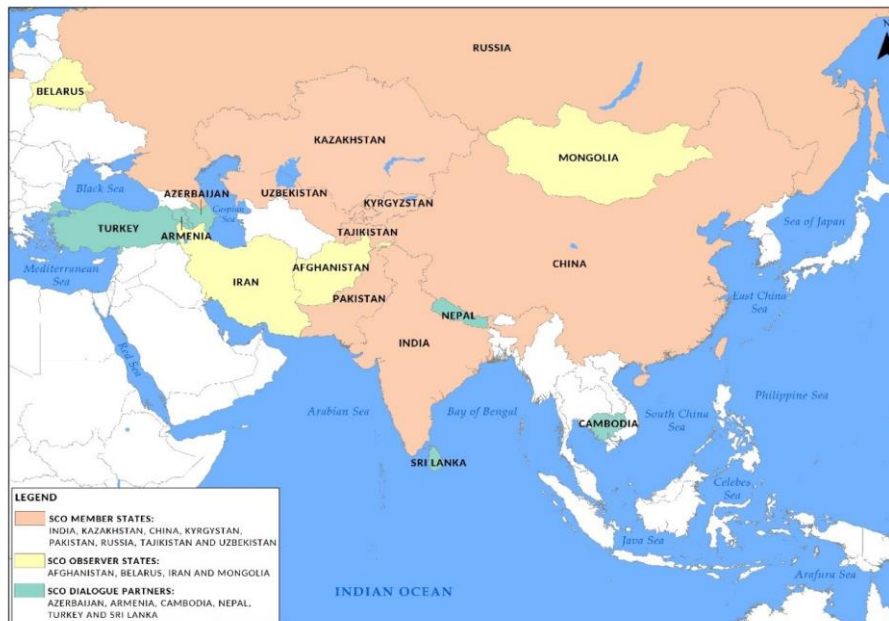 N
RUSSIA
BELARUS
KAZAKHSTAN
MONGOLIA
Black Sea
AZERBAIJAN
UZBEKISTAN
KYRGYZSTAN
Caspian
Sea
TURKEY
ARMENIA
TAJIKISTAN
Sea of Japan
Mediterranean
Sea
IRAN
AFGHANISTAN
CHINA
PAKISTAN
East China
Sea
NEPAL
INDIA
Red Sea
Arabian Sea
Bay of Bengal
South China
Sea
Philippine Sea
CAMBODIA
SRI LANKA
Celebes
Sea
Java Sea
Arafura Sea
INDIAN OCEAN
LEGEND
SCO MEMBER STATES:
INDIA, KAZAKHSTAN, CHINA, KYRGYSTAN,
PAKISTAN, RUSSIA, TAJIKISTAN AND UZBEKISTAN
SCO OBSERVER STATES:
AFGHANISTAN, BELARUS, IRAN AND MONGOLIA
SCO DIALOGUE PARTNERS:
AZERBAIJAN, ARMENIA, CAMBODIA, NEPAL,
TURKEY AND SRI LANKA